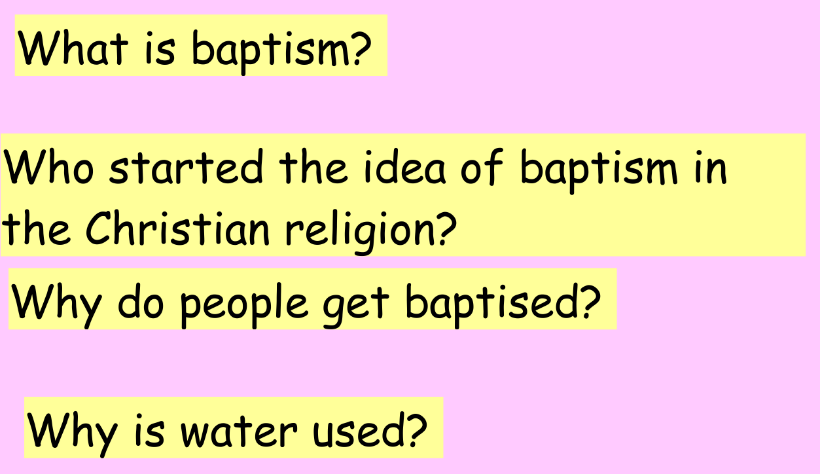 What is baptism?
Who started the idea of baptism in
the Christian religion?
Why do people get baptised?
Why is water used?